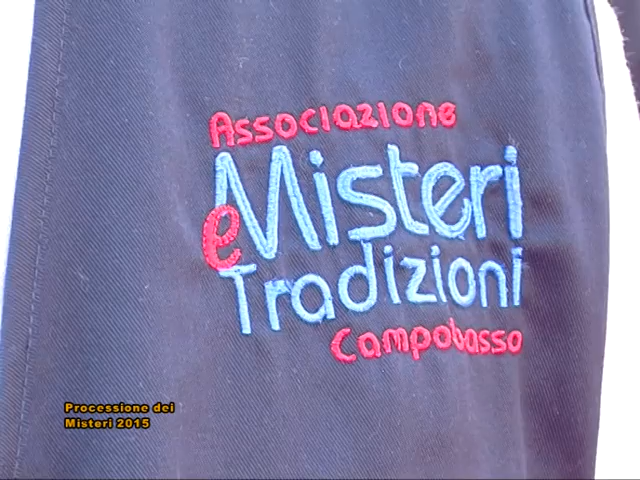 Associazione
Misteri
e
Tradizioni
Campobasso
Processione dei
Misteri 2015